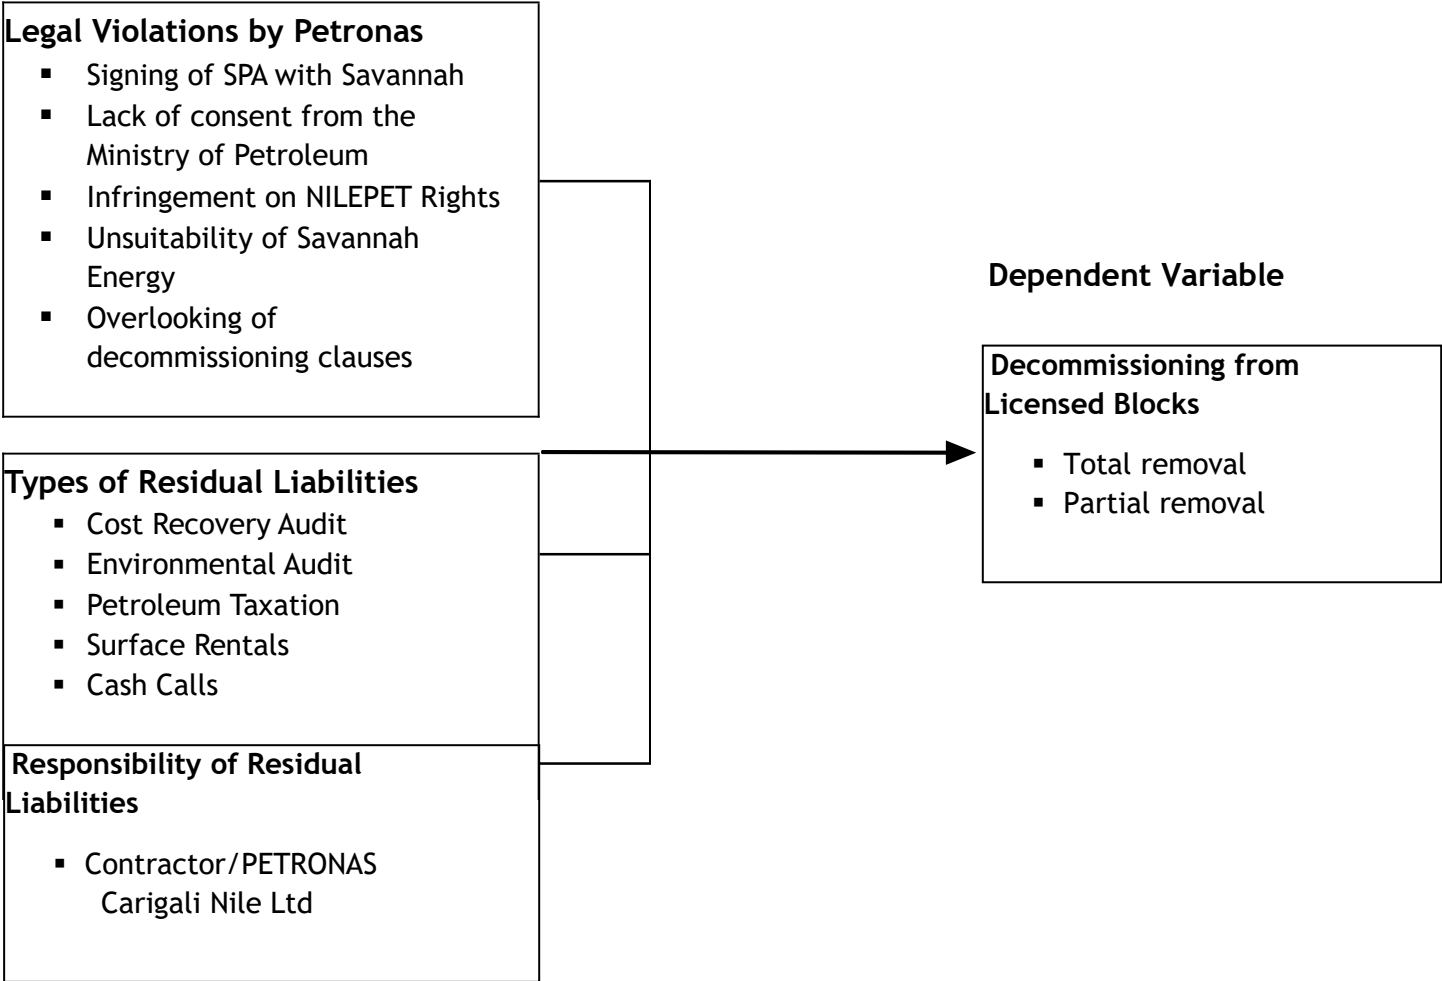 Legal Violations by Petronas
▪ Signing of SPA with Savannah
▪ Lack of consent from the
Ministry of Petroleum
▪ Infringement on NILEPET Rights
▪ Unsuitability of Savannah
Energy
▪ Overlooking of
decommissioning clauses
Types of Residual Liabilities
▪ Cost Recovery Audit
▪ Environmental Audit
▪ Petroleum Taxation
▪ Surface Rentals
▪ Cash Calls
Responsibility of Residual
Liabilities
▪ Contractor/PETRONAS
Carigali Nile Ltd
Dependent Variable
Decommissioning from
Licensed Blocks
▪ Total removal
▪ Partial removal